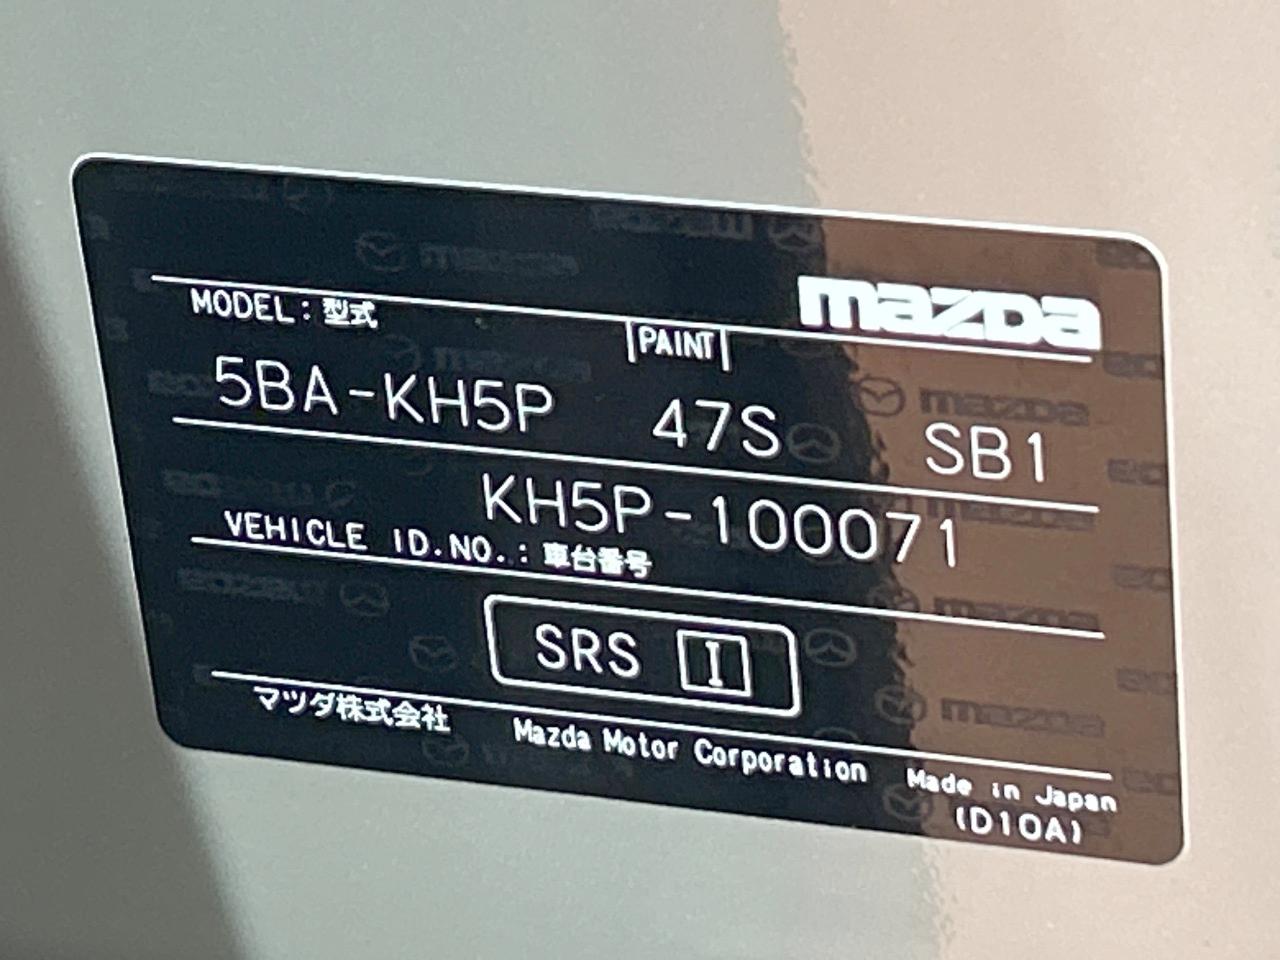 mazda
MODEL:型式 PAINT
5BA-KH5P 47S SB1
KH5P-100071
VEHICLE ID.NO.:車台番号
SRS I
マツダ株式会社 Mazda Motor Corporation Made in Japan
(D10A)